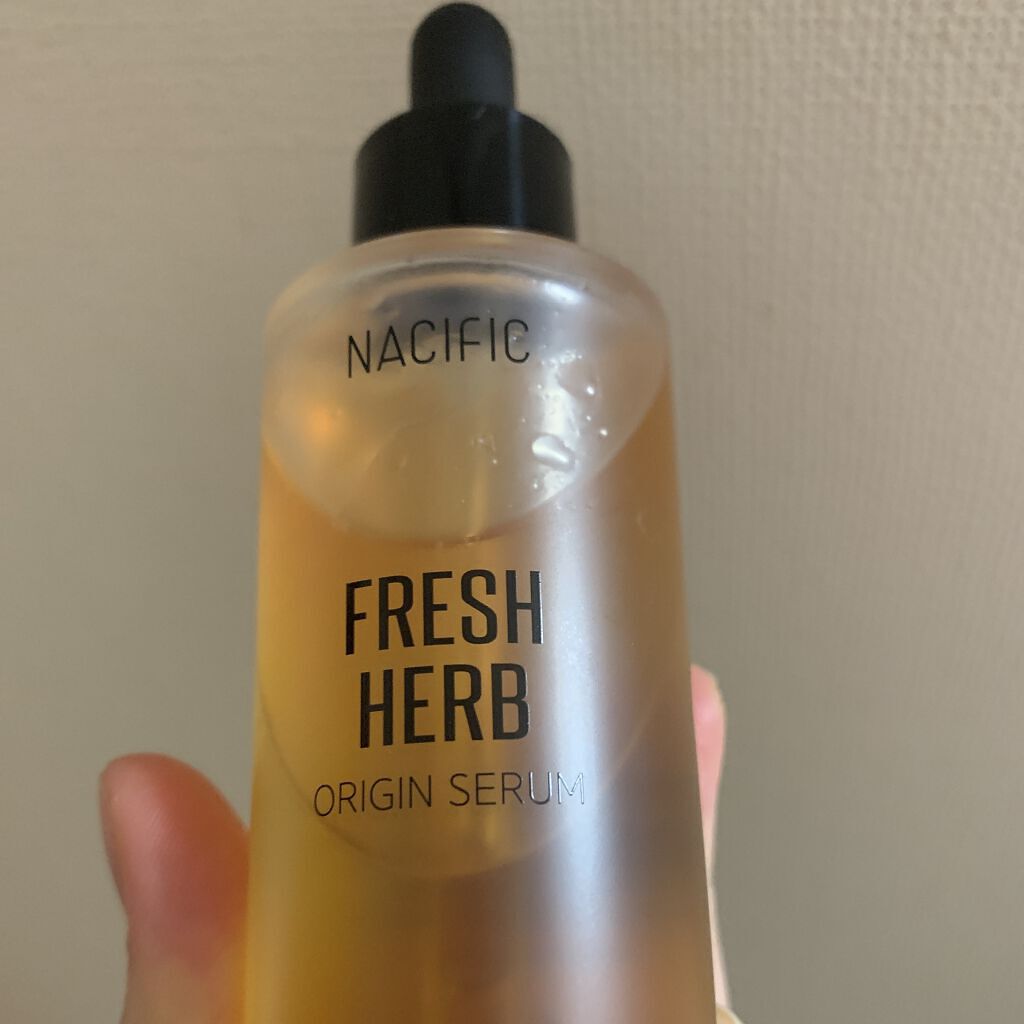 NACIFIC
FRESH
HERB
ORIGIN SERUM